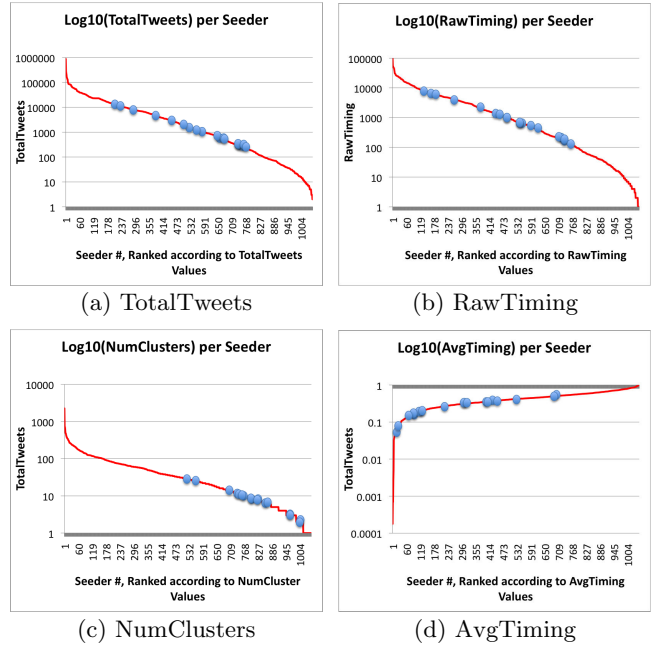 Log10(TotalTweets) per Seeder
1000000
100000
10000
1000
100
10
1
TotalTweets
1 60 119 178 237 296 355 414 473 532 591 650 709 768 827 886 945 1004
Seeder #, Ranked according to TotalTweets
Values
(a) TotalTweets
Log10(RawTiming) per Seeder
100000
10000
1000
100
10
1
RawTiming
1 60 119 178 237 296 355 414 473 532 591 650 709 768 827 886 945 1004
Seeder #, Ranked according to RawTiming
Values
(b) RawTiming
Log10(NumClusters) per Seeder
10000
1000
100
10
1
TotalTweets
1 60 119 178 237 296 355 414 473 532 591 650 709 768 827 886 945 1004
Seeder #, Ranked according to NumCluster
Values
(c) NumClusters
Log10(AvgTiming) per Seeder
1
0.1
0.01
0.001
0.0001
TotalTweets
1 60 119 178 237 296 355 414 473 532 591 650 709 768 827 886 945 1004
Seeder #, Ranked according to AvgTiming
Values
(d) AvgTiming